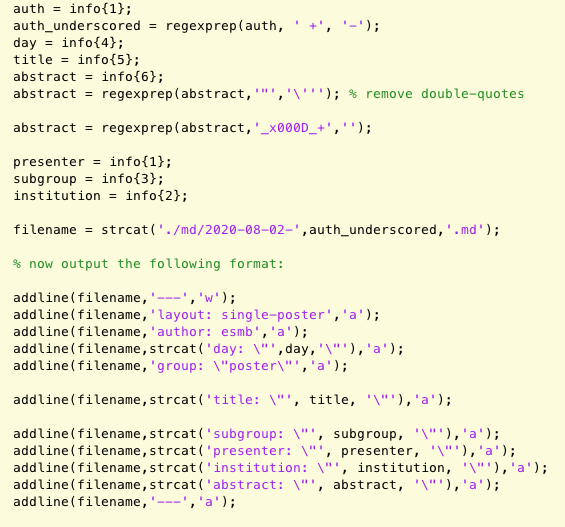 auth = info{1};
auth_underscored = regexprep(auth, ' +', '-');
day = info{4};
title = info{5};
abstract = info{6};
abstract = regexprep(abstract,'"','\'''); % remove double-quotes
abstract = regexprep(abstract,'_x000D_+','');
presenter = info{1};
subgroup = info{3};
institution = info{2};
filename = strcat('./md/2020-08-02-',auth_underscored,'.md');
% now output the following format:
addline(filename,'---','w');
addline(filename,'layout: single-poster','a');
addline(filename,'author: esmb','a');
addline(filename,strcat('day: \"',day,'\"'),'a');
addline(filename,'group: \"poster\"','a');
addline(filename,strcat('title: \"', title, '\"'),'a');
addline(filename,strcat('subgroup: \"', subgroup, '\"'),'a');
addline(filename,strcat('presenter: \"', presenter, '\"'),'a');
addline(filename,strcat('institution: \"', institution, '\"'),'a');
addline(filename,strcat('abstract: \"', abstract, '\"'),'a');
addline(filename,'---','a');